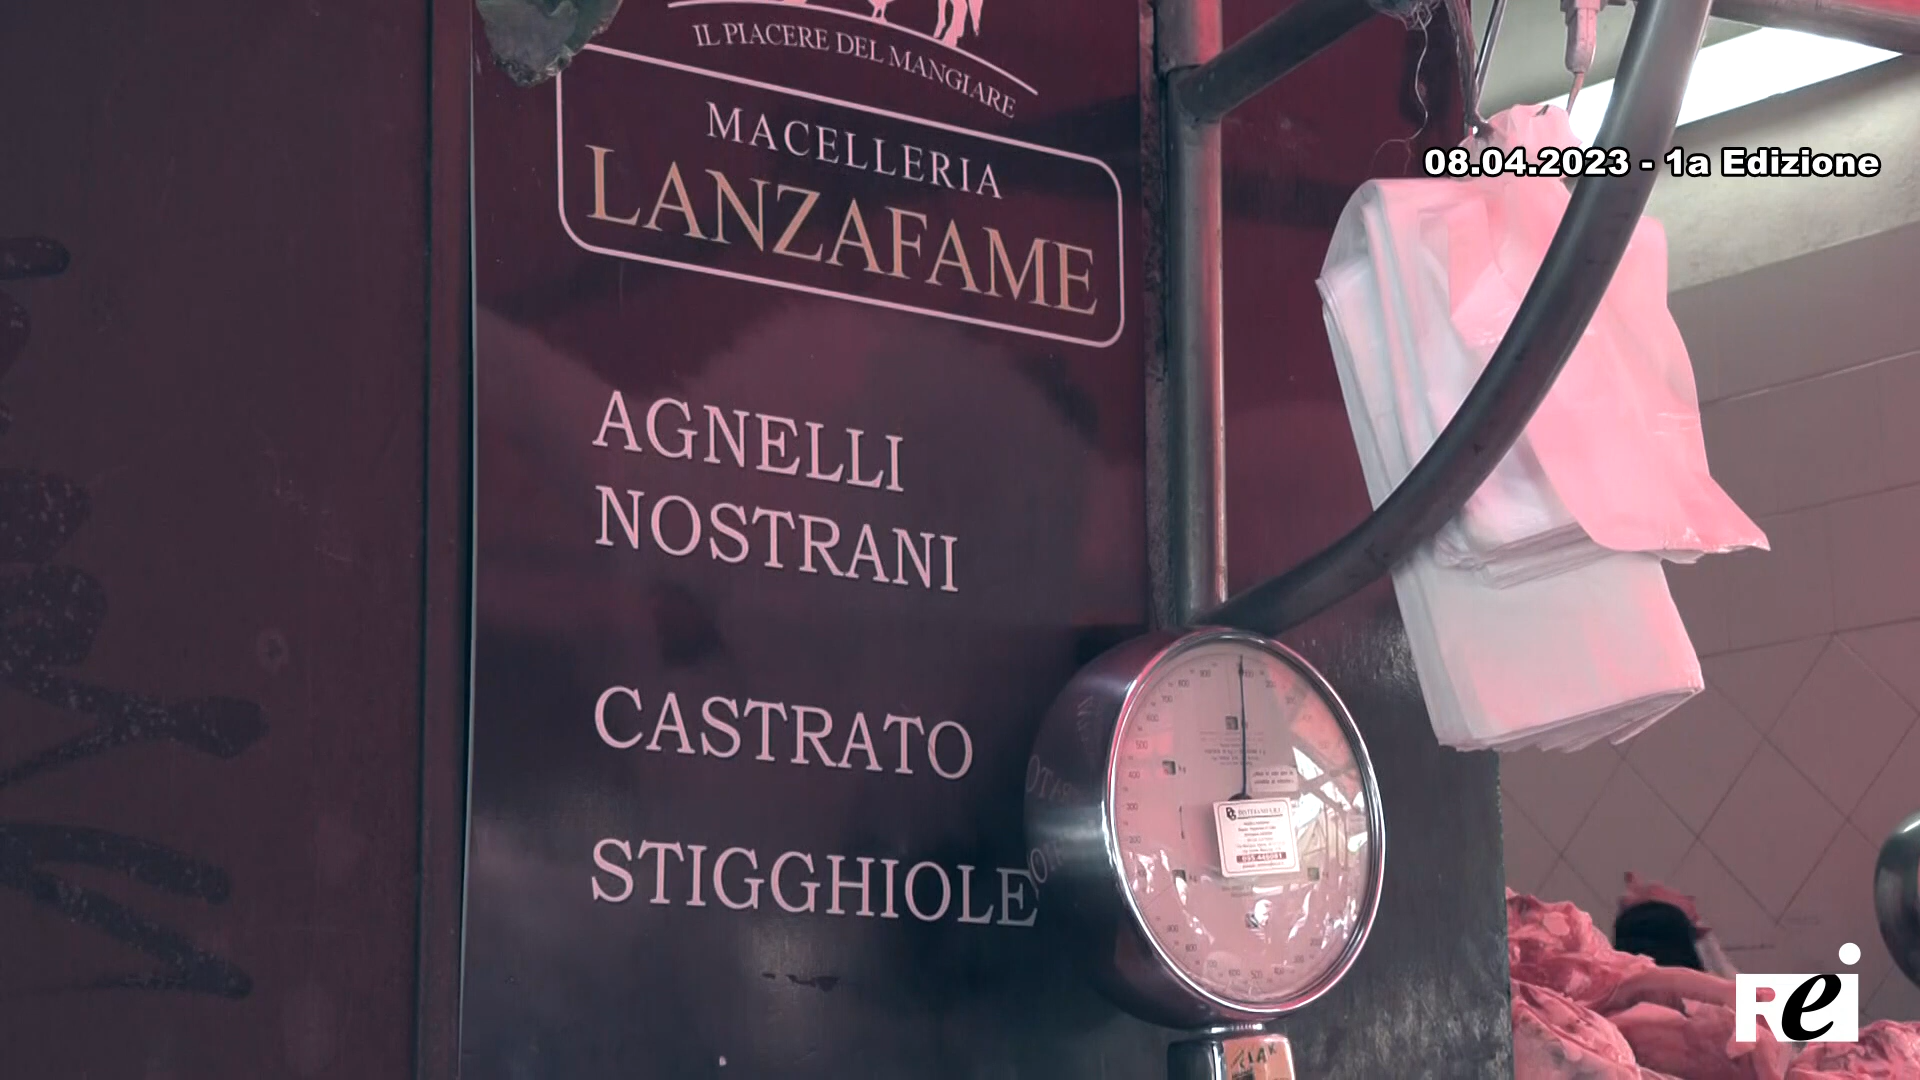 IL PIACERE DEL MANGIARE
MACELLERIA
LANZAFAME
08.04.2023 - 1a Edizione
AGNELLI
NOSTRANI
CASTRATO
STIGGHIOLE
Rei